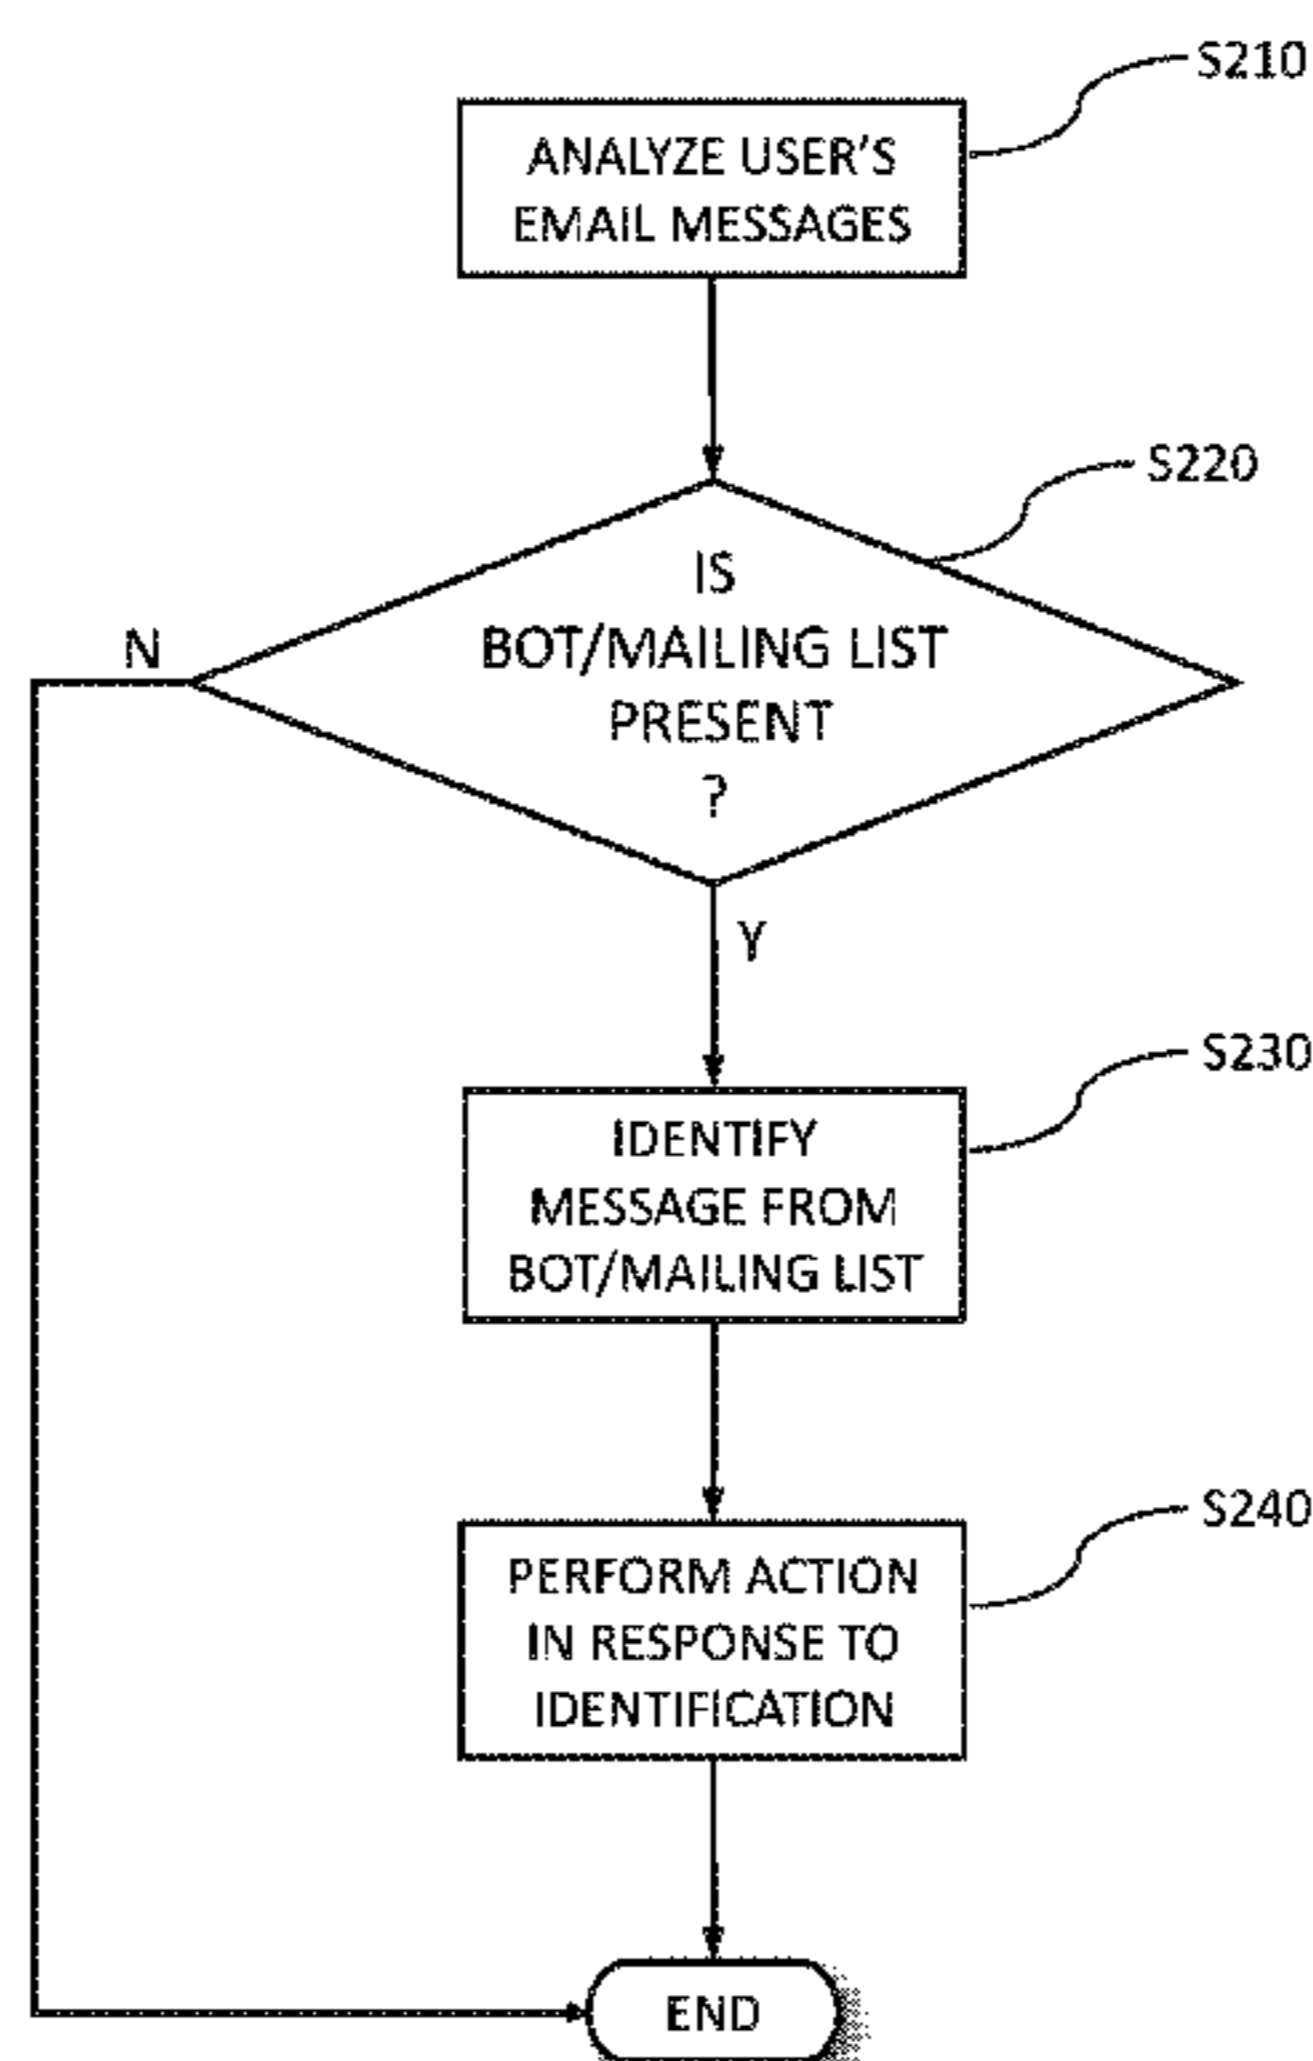 S210
ANALYZE USER'S
EMAIL MESSAGES
S220
IS
BOT/MAILING LIST
PRESENT
?
N
Y
S230
IDENTIFY
MESSAGE FROM
BOT/MAILING LIST
S240
PERFORM ACTION
IN RESPONSE TO
IDENTIFICATION
END